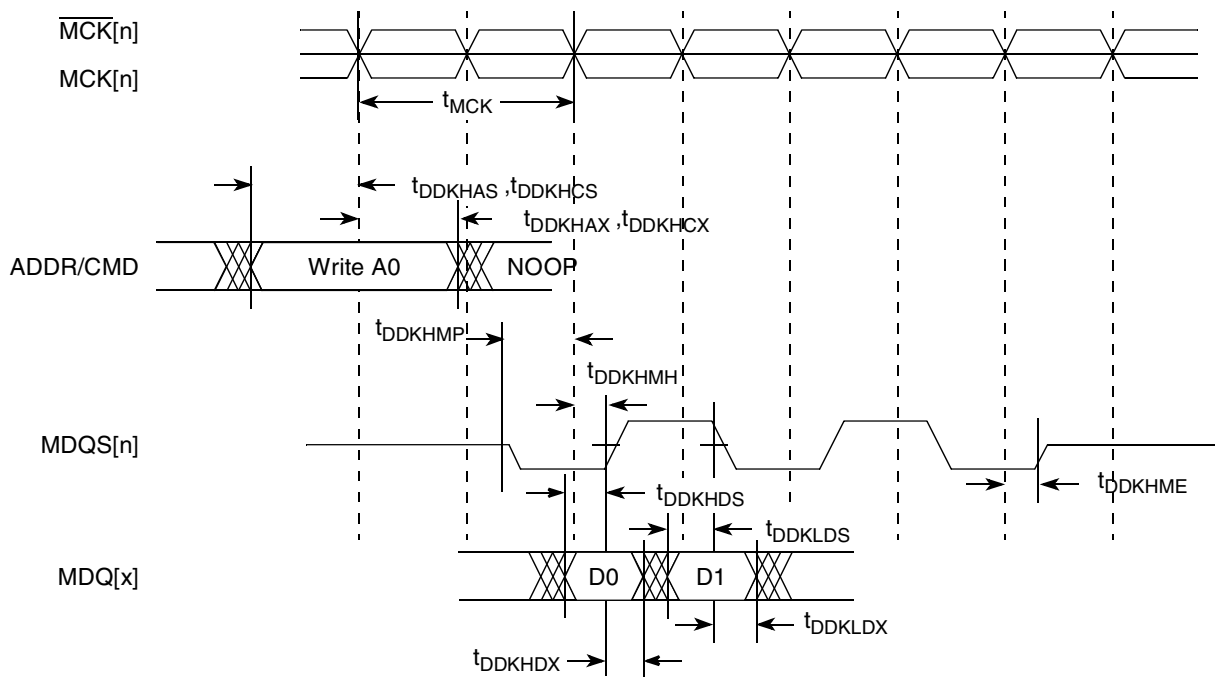 MCK[n]
MCK[n]
tMCK
tDDKHAS ,tDDKHCS
tDDKHAX ,tDDKHCX
ADDR/CMD
Write A0
NOOP
tDDKHMP
tDDKHMH
MDQS[n]
tDDKHDS
tDDKHME
tDDKLDS
MDQ[x]
D0
D1
tDDKLDX
tDDKHDX